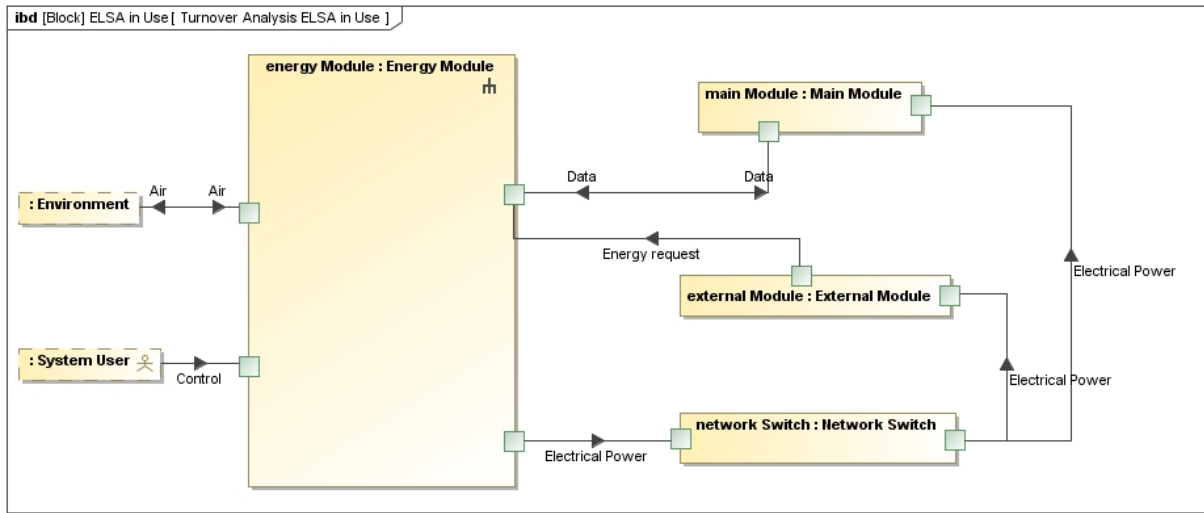 ibd [Block] ELSA in Use [ Turnover Analysis ELSA in Use ]
energy Module : Energy Module
main Module : Main Module
Data
Data
Air
Air
: Environment
Energy request
Electrical Power
external Module : External Module
: System User
Control
Electrical Power
network Switch : Network Switch
Electrical Power